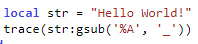 local str = "Hello World!"
trace(str:gsub('%A', '_'))